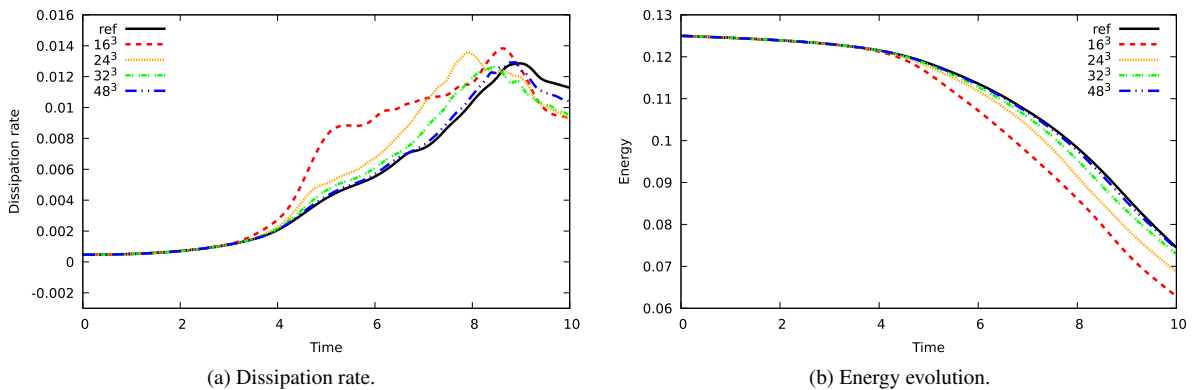 0.016
0.014
0.012
0.01
0.008
0.006
0.004
0.002
0
-0.002
Dissipation rate
ref
16³
24³
32³
48³
0 2 4 6 8 10
Time
(a) Dissipation rate.
0.13
0.12
0.11
0.1
0.09
0.08
0.07
0.06
Energy
ref
16³
24³
32³
48³
0 2 4 6 8 10
Time
(b) Energy evolution.